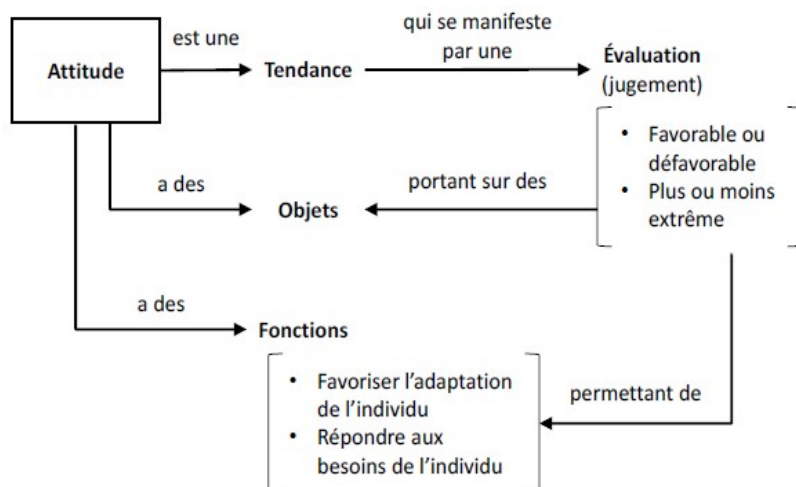 qui se manifeste
est une
par une
Attitude
Tendance
Évaluation
(jugement)
• Favorable ou
défavorable
• Plus ou moins
extrême
a des
portant sur des
Objets
a des
Fonctions
• Favoriser l’adaptation
de l’individu
• Répondre aux
besoins de l’individu
permettant de